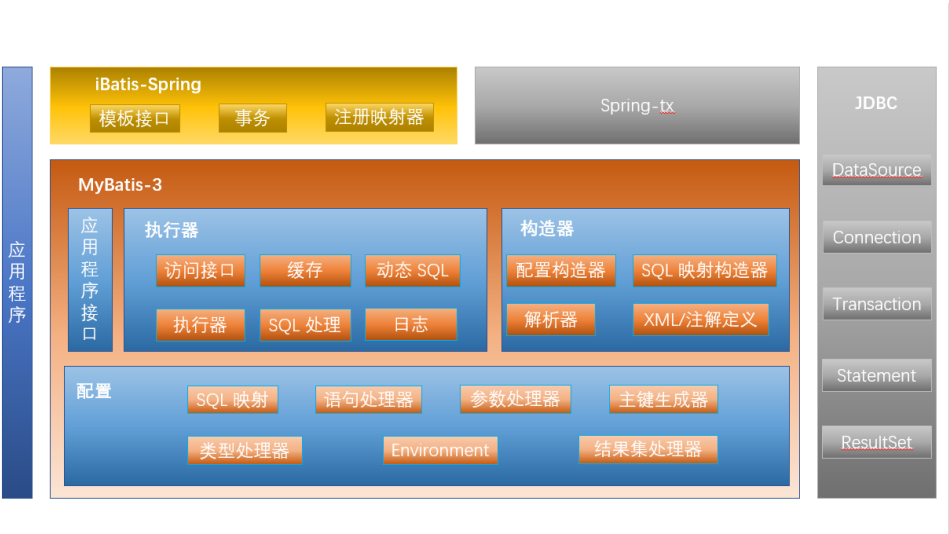 应用程序
iBatis-Spring
模板接口
事务
注册映射器
Spring-tx
MyBatis-3
应用程序接口
执行器
访问接口
缓存
动态 SQL
执行器
SQL 处理
日志
构造器
配置构造器
SQL 映射构造器
解析器
XML/注解定义
配置
SQL 映射
语句处理器
参数处理器
主键生成器
类型处理器
Environment
结果集处理器
JDBC
DataSource
Connection
Transaction
Statement
ResultSet